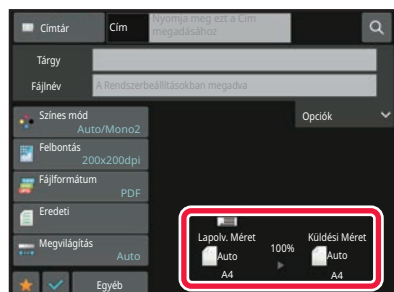 Címtár
Cím
Nyomja meg ezt a Cím
megadásához
Tárgy
Fájlnév
A Rendszerbeállításokban megadva
Színes mód
Auto/Mono2
Opciók
Felbontás
200x200dpi
Fájlformátum
PDF
Eredeti
Megvilágítás
Auto
Lapolv. Méret
100%
Küldési Méret
Auto
Auto
A4
A4
Egyéb